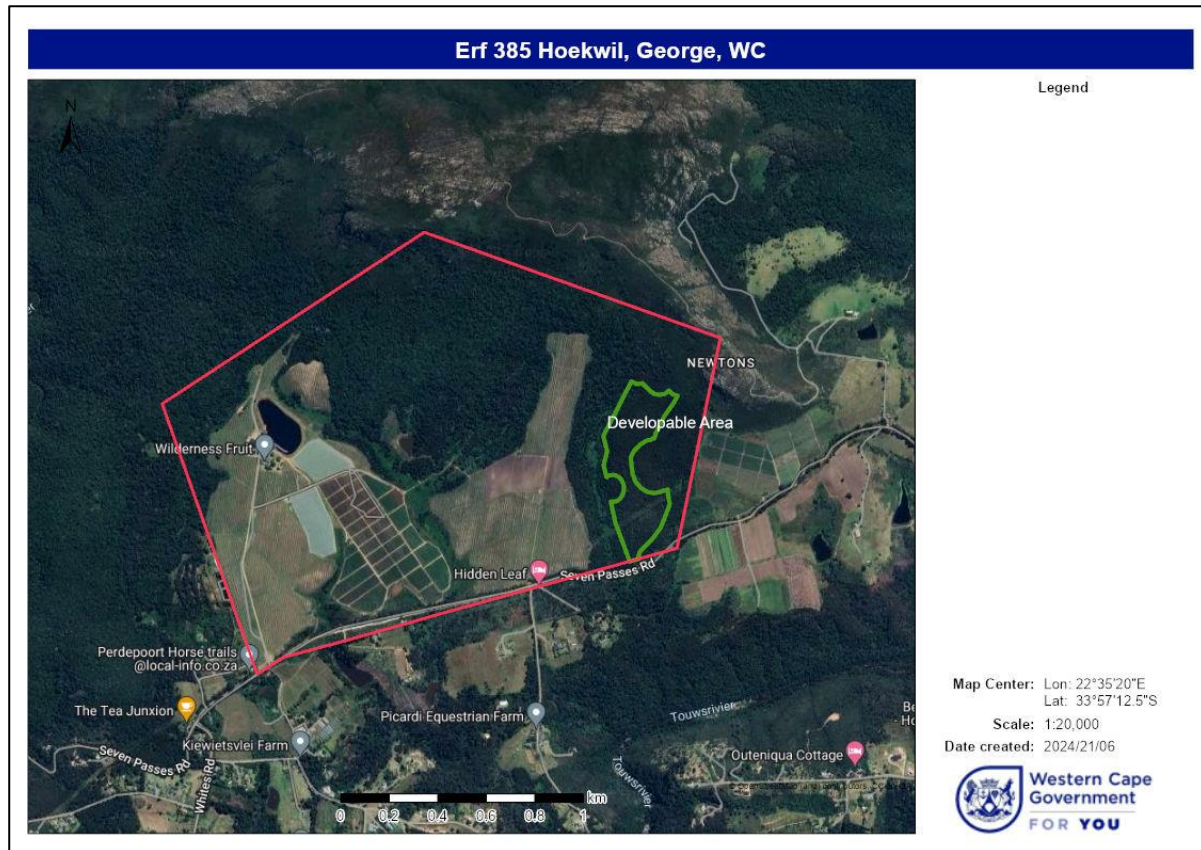 Erf 385 Hoekwil, George, WC
Legend
N
NEWTONS
Developable Area
Wilderness Fruit
Hidden Leaf
Seven Passes Rd
Perdepoort Horse trails
@local-info.co.za
The Tea Junxion
Picardi Equestrian Farm
Kiewietsvlei Farm
Touwsrivier
Be
Ho
Outeniqua Cottage
Seven Passes Rd
Whites Rd
Touwsrivier
km
0 0.2 0.4 0.6 0.8 1
Map Center: Lon: 22°35'20"E
Lat: 33°57'12.5"S
Scale: 1:20,000
Date created: 2024/21/06
Western Cape
Government
FOR YOU